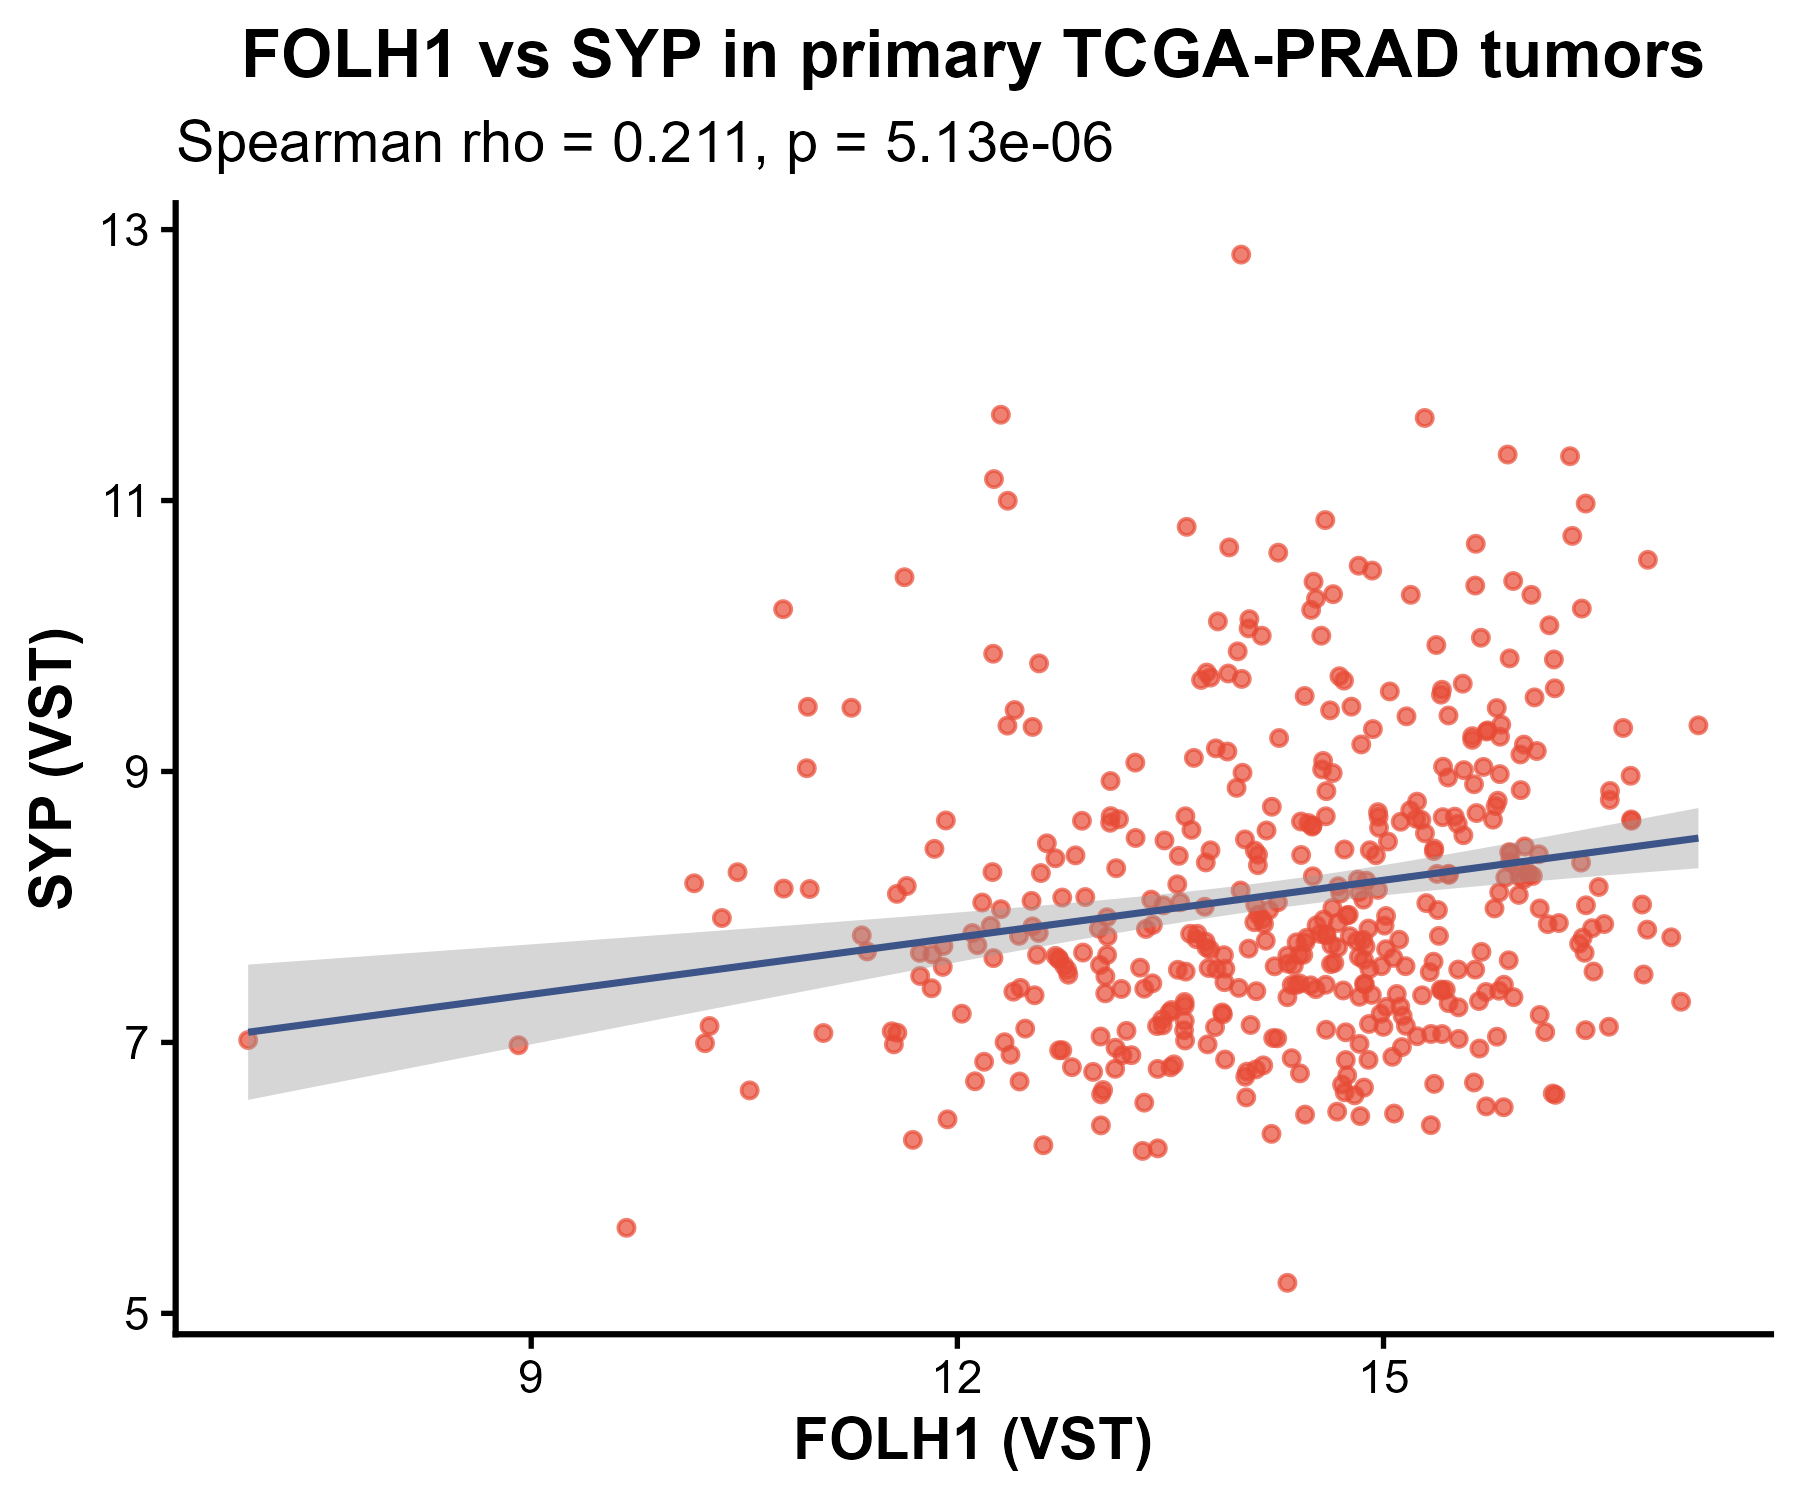 FOLH1 vs SYP in primary TCGA-PRAD tumors
Spearman rho = 0.211, p = 5.13e-06
13
11
9
7
5
SYP (VST)
9 12 15
FOLH1 (VST)